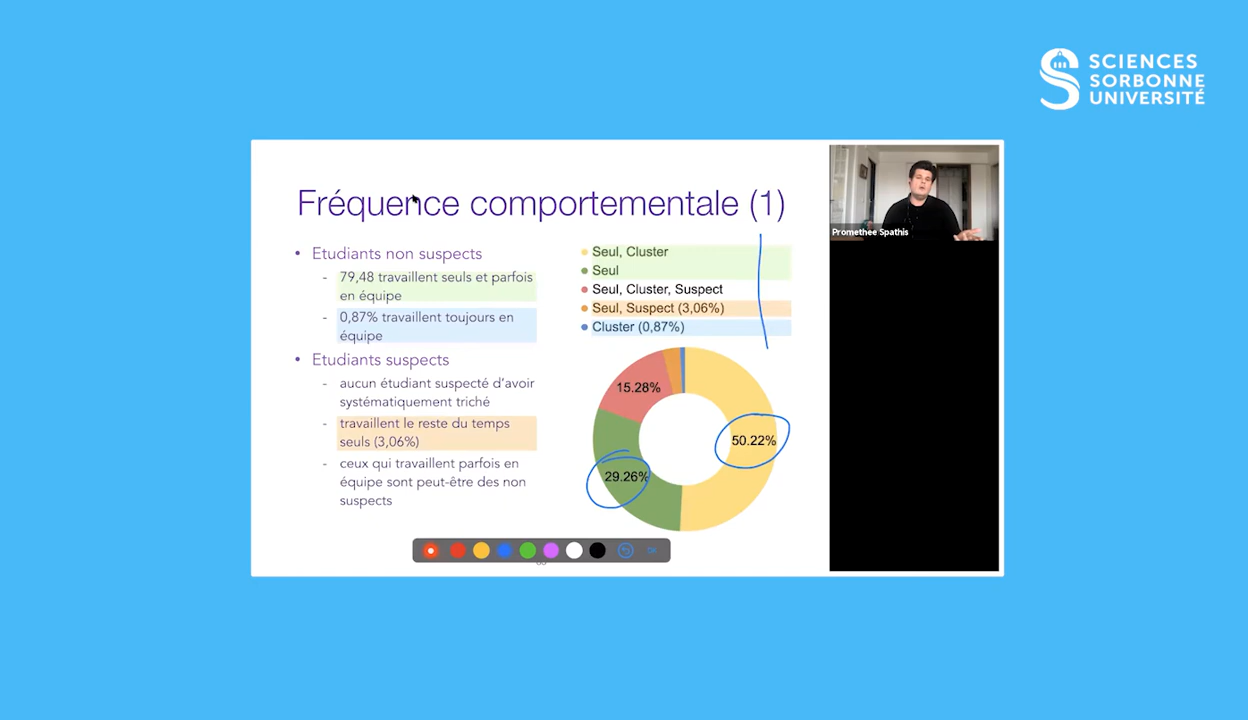 SCIENCES
SORBONNE
UNIVERSITÉ
Fréquence comportementale (1)
• Etudiants non suspects
- 79,48 travaillent seuls et parfois
en équipe
- 0,87% travaillent toujours en
équipe
• Etudiants suspects
- aucun étudiant suspecté d'avoir
systématiquement triché
- travaillent le reste du temps
seuls (3,06%)
- ceux qui travaillent parfois en
équipe sont peut-être des non
suspects
Seul, Cluster
Seul
Seul, Cluster, Suspect
Seul, Suspect (3,06%)
Cluster (0,87%)
15.28%
50.22%
29.26%
Promethee Spathis